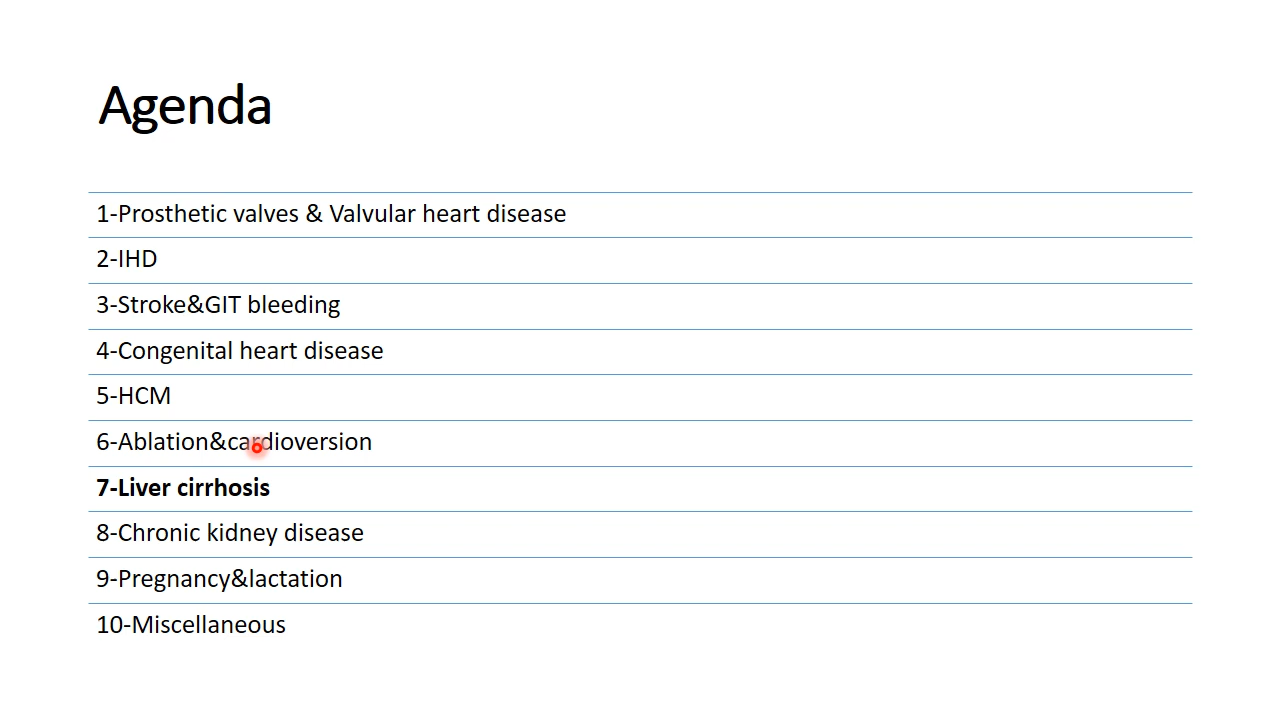 Agenda
1-Prosthetic valves & Valvular heart disease
2-IHD
3-Stroke&GIT bleeding
4-Congenital heart disease
5-HCM
6-Ablation&cardioversion
7-Liver cirrhosis
8-Chronic kidney disease
9-Pregnancy&lactation
10-Miscellaneous